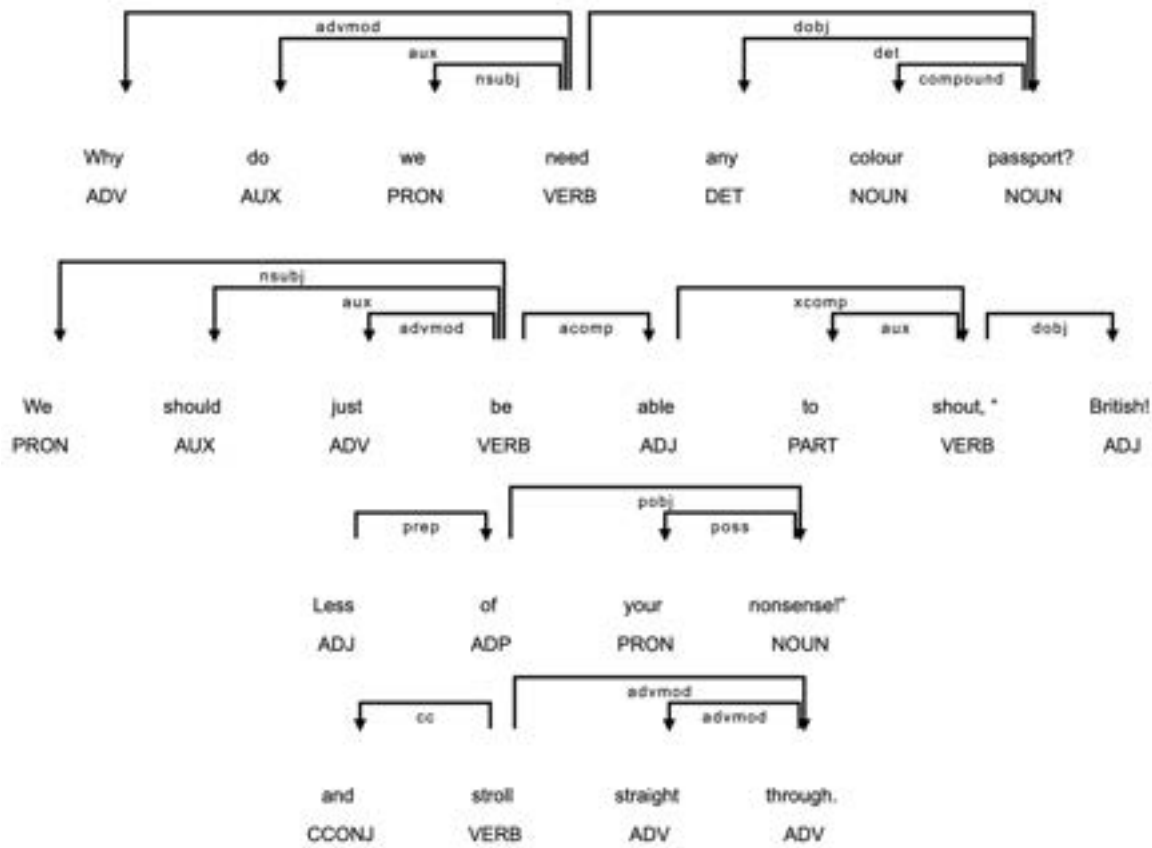 advmod dobj
aux det
nsubj compound
Why do we need any colour passport?
ADV AUX PRON VERB DET NOUN NOUN
nsubj
aux xcomp
advmod acomp aux dobj
We should just be able to shout, " British!
PRON AUX ADV VERB ADJ PART VERB ADJ
pobj
prep poss
Less of your nonsense!"
ADJ ADP PRON NOUN
advmod
cc advmod
and stroll straight through.
CCONJ VERB ADV ADV